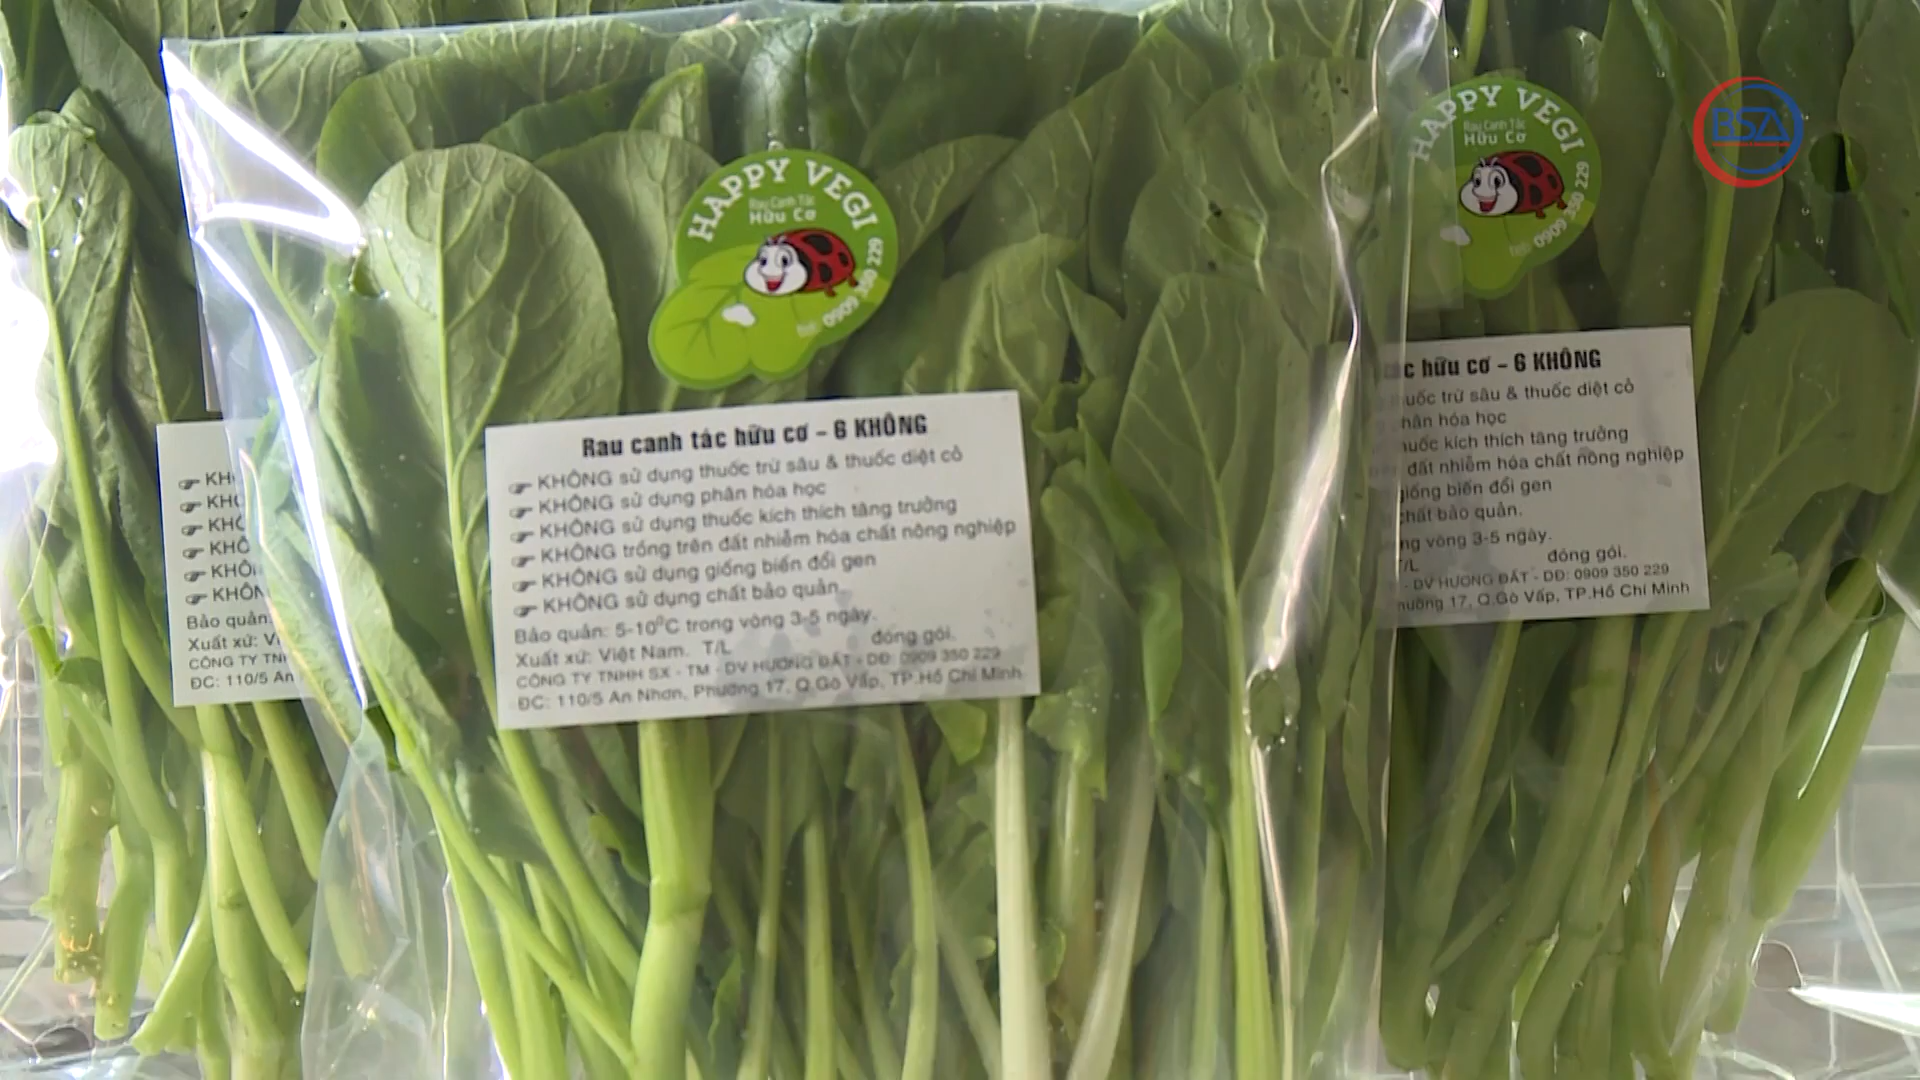 HAPPY VEGI
Rau Canh Tác
Hữu Cơ
0909 350 229
Rau canh tác hữu cơ – 6 KHÔNG
KHÔNG sử dụng thuốc trừ sâu & thuốc diệt cỏ
KHÔNG sử dụng phân hóa học
KHÔNG sử dụng thuốc kích thích tăng trưởng
KHÔNG trồng trên đất nhiễm hóa chất nông nghiệp
KHÔNG sử dụng giống biến đổi gen
KHÔNG sử dụng chất bảo quản
Bảo quản: 5-10⁰C trong vòng 3-5 ngày.
Xuất xứ: Việt Nam. T/L đóng gói.
CÔNG TY TNHH SX - TM - DV HƯƠNG ĐẤT - DĐ: 0909 350 229
ĐC: 110/5 An Nhơn, Phường 17, Q.Gò Vấp, TP.Hồ Chí Minh
HAPPY VEGI
Rau Canh Tác
Hữu Cơ
0909 350 229
hữu cơ – 6 KHÔNG
trừ sâu & thuốc diệt cỏ
hóa học
kích thích tăng trưởng
đất nhiễm hóa chất nông nghiệp
giống biến đổi gen
bảo quản.
vòng 3-5 ngày.
T/L đóng gói.
- DV HƯƠNG ĐẤT - DĐ: 0909 350 229
17, Q.Gò Vấp, TP.Hồ Chí Minh
Bảo quản:
Xuất xứ:
CÔNG TY
ĐC: 110/5 An
BSA